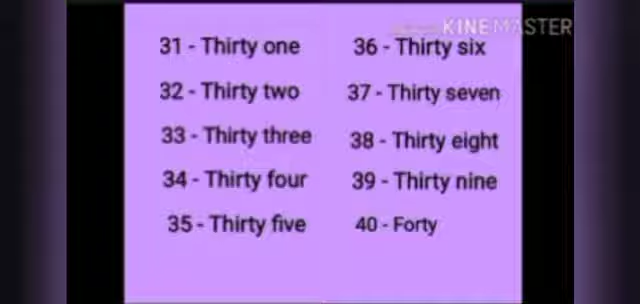 KINEMASTER
31 - Thirty one
32 - Thirty two
33 - Thirty three
34 - Thirty four
35 - Thirty five
36 - Thirty six
37 - Thirty seven
38 - Thirty eight
39 - Thirty nine
40 - Forty